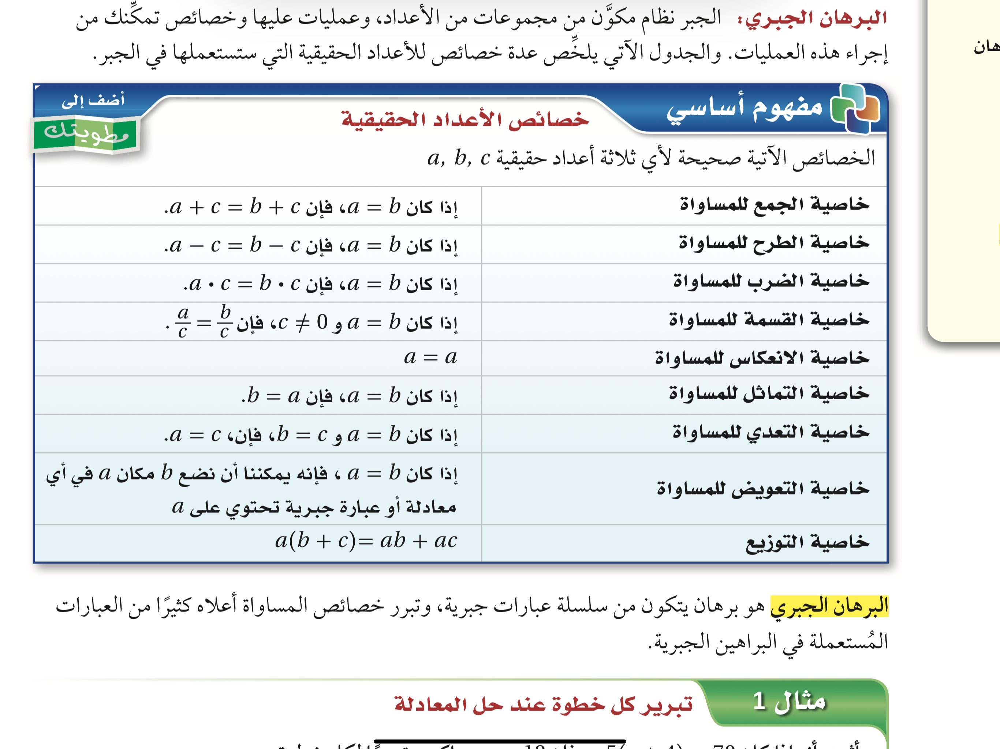 البرهان الجبري: الجبر نظام مكوَّن من مجموعات من الأعداد، وعمليات عليها وخصائص تمكِّنك من
إجراء هذه العمليات. والجدول الآتي يلخِّص عدة خصائص للأعداد الحقيقية التي ستستعملها في الجبر.
مفهوم أساسي
خصائص الأعداد الحقيقية
أضف إلى
مطويتك
الخصائص الآتية صحيحة لأي ثلاثة أعداد حقيقية a, b, c
خاصية الجمع للمساواة
إذا كان a = b، فإن a + c = b + c.
خاصية الطرح للمساواة
إذا كان a = b، فإن a − c = b − c.
خاصية الضرب للمساواة
إذا كان a = b، فإن a • c = b • c.
خاصية القسمة للمساواة
إذا كان a = b و c ≠ 0، فإن a/c = b/c.
خاصية الانعكاس للمساواة
a = a
خاصية التماثل للمساواة
إذا كان a = b، فإن b = a.
خاصية التعدي للمساواة
إذا كان a = b و b = c، فإن، a = c.
خاصية التعويض للمساواة
إذا كان a = b ، فإنه يمكننا أن نضع b مكان a في أي
معادلة أو عبارة جبرية تحتوي على a
خاصية التوزيع
a(b + c)= ab + ac
البرهان الجبري هو برهان يتكون من سلسلة عبارات جبرية، وتبرر خصائص المساواة أعلاه كثيرًا من العبارات
المُستعملة في البراهين الجبرية.
مثال 1
تبرير كل خطوة عند حل المعادلة